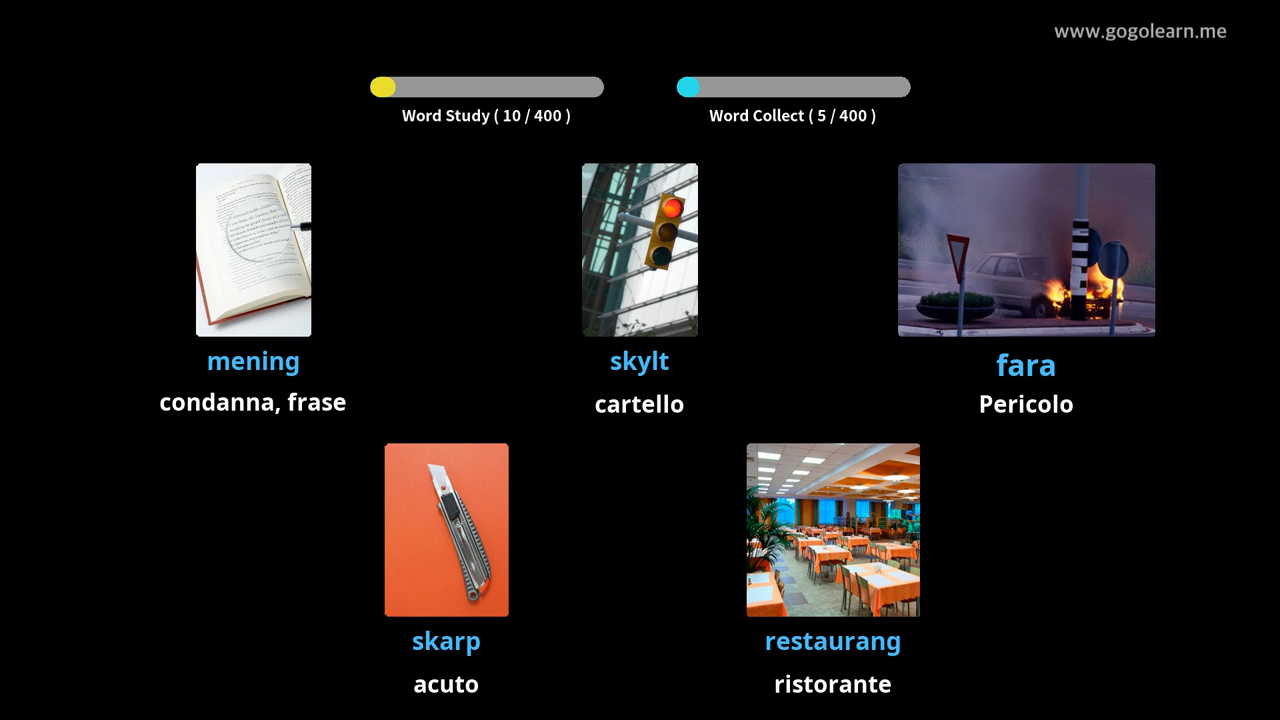 www.gogolearn.me
Word Study ( 10 / 400 )
Word Collect ( 5 / 400 )
mening
condanna, frase
skylt
cartello
fara
Pericolo
skarp
acuto
restaurang
ristorante